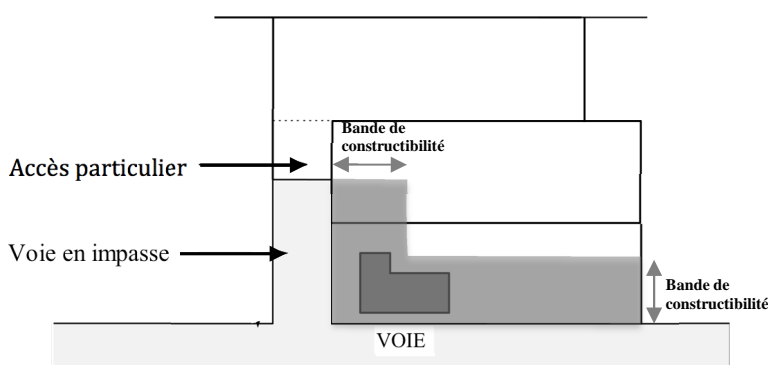 Bande de
constructibilité
Accès particulier
Voie en impasse
Bande de
constructibilité
VOIE